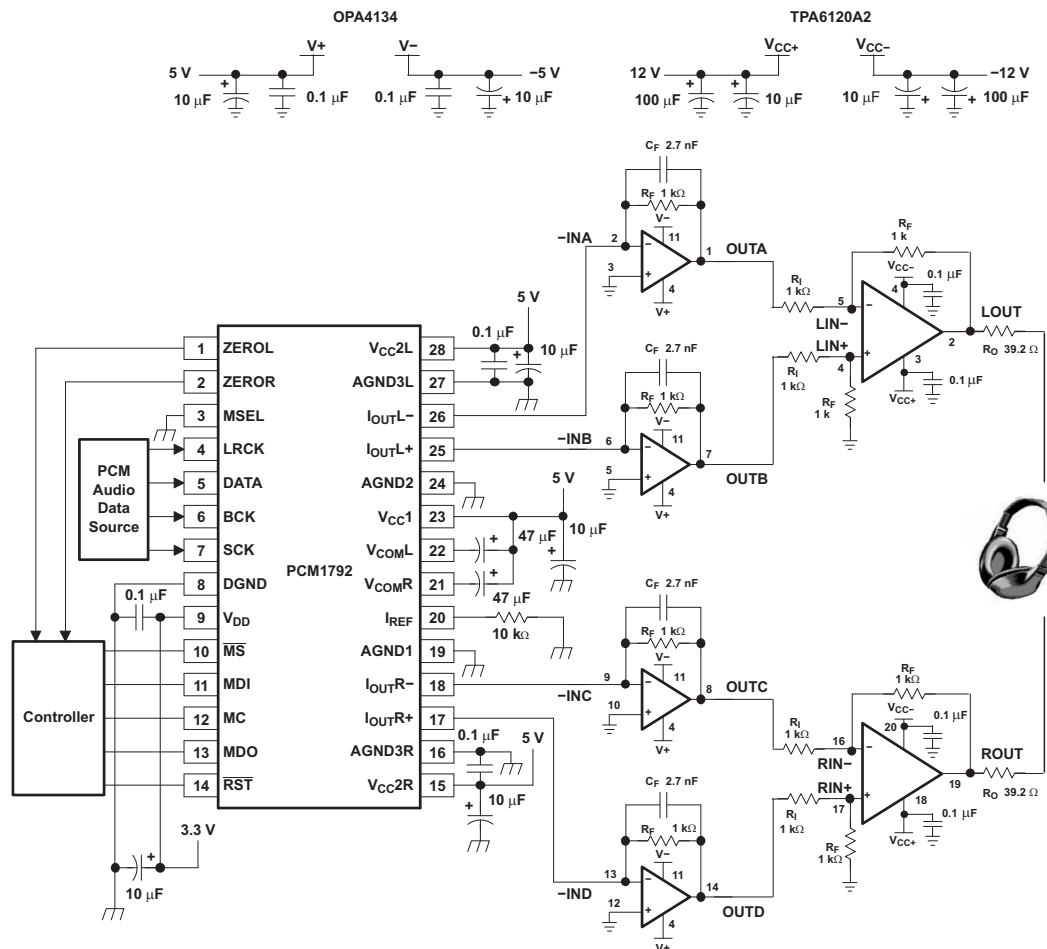 OPA4134
TPA6120A2
V+
V−
VCC+
VCC−
5 V
−5 V
12 V
−12 V
10 μF
0.1 μF
0.1 μF
10 μF
100 μF
10 μF
10 μF
100 μF
CF 2.7 nF
RF 1 kΩ
V−
11
−INA
2
1
OUTA
3
4
V+
RF
1 k
VCC−
0.1 μF
4
RI
1 kΩ
5
LIN−
LIN+
4
2
LOUT
RO 39.2 Ω
3
VCC+
0.1 μF
RI
1 kΩ
RF
1 k
CF 2.7 nF
RF 1 kΩ
V−
11
−INB
6
7
OUTB
5
4
V+
5 V
0.1 μF
10 μF
1 ZEROL VCC2L 28
2 ZEROR AGND3L 27
3 MSEL IOUTL− 26
4 LRCK IOUTL+ 25
5 DATA AGND2 24
6 BCK VCC1 23
7 SCK VCOML 22
8 DGND VCOMR 21
9 VDD IREF 20
10 MS AGND1 19
11 MDI IOUTR− 18
12 MC IOUTR+ 17
13 MDO AGND3R 16
14 RST VCC2R 15
PCM1792
PCM
Audio
Data
Source
Controller
0.1 μF
3.3 V
10 μF
5 V
47 μF
10 μF
47 μF
10 kΩ
0.1 μF
5 V
10 μF
CF 2.7 nF
RF 1 kΩ
V−
11
−INC
9
8
OUTC
10
4
V+
RF
1 kΩ
VCC−
0.1 μF
20
RI
1 kΩ
16
RIN−
RIN+
17
19
ROUT
RO 39.2 Ω
18
VCC+
0.1 μF
RI
1 kΩ
RF
1 kΩ
CF 2.7 nF
RF 1 kΩ
V−
11
−IND
13
14
OUTD
12
4
V+